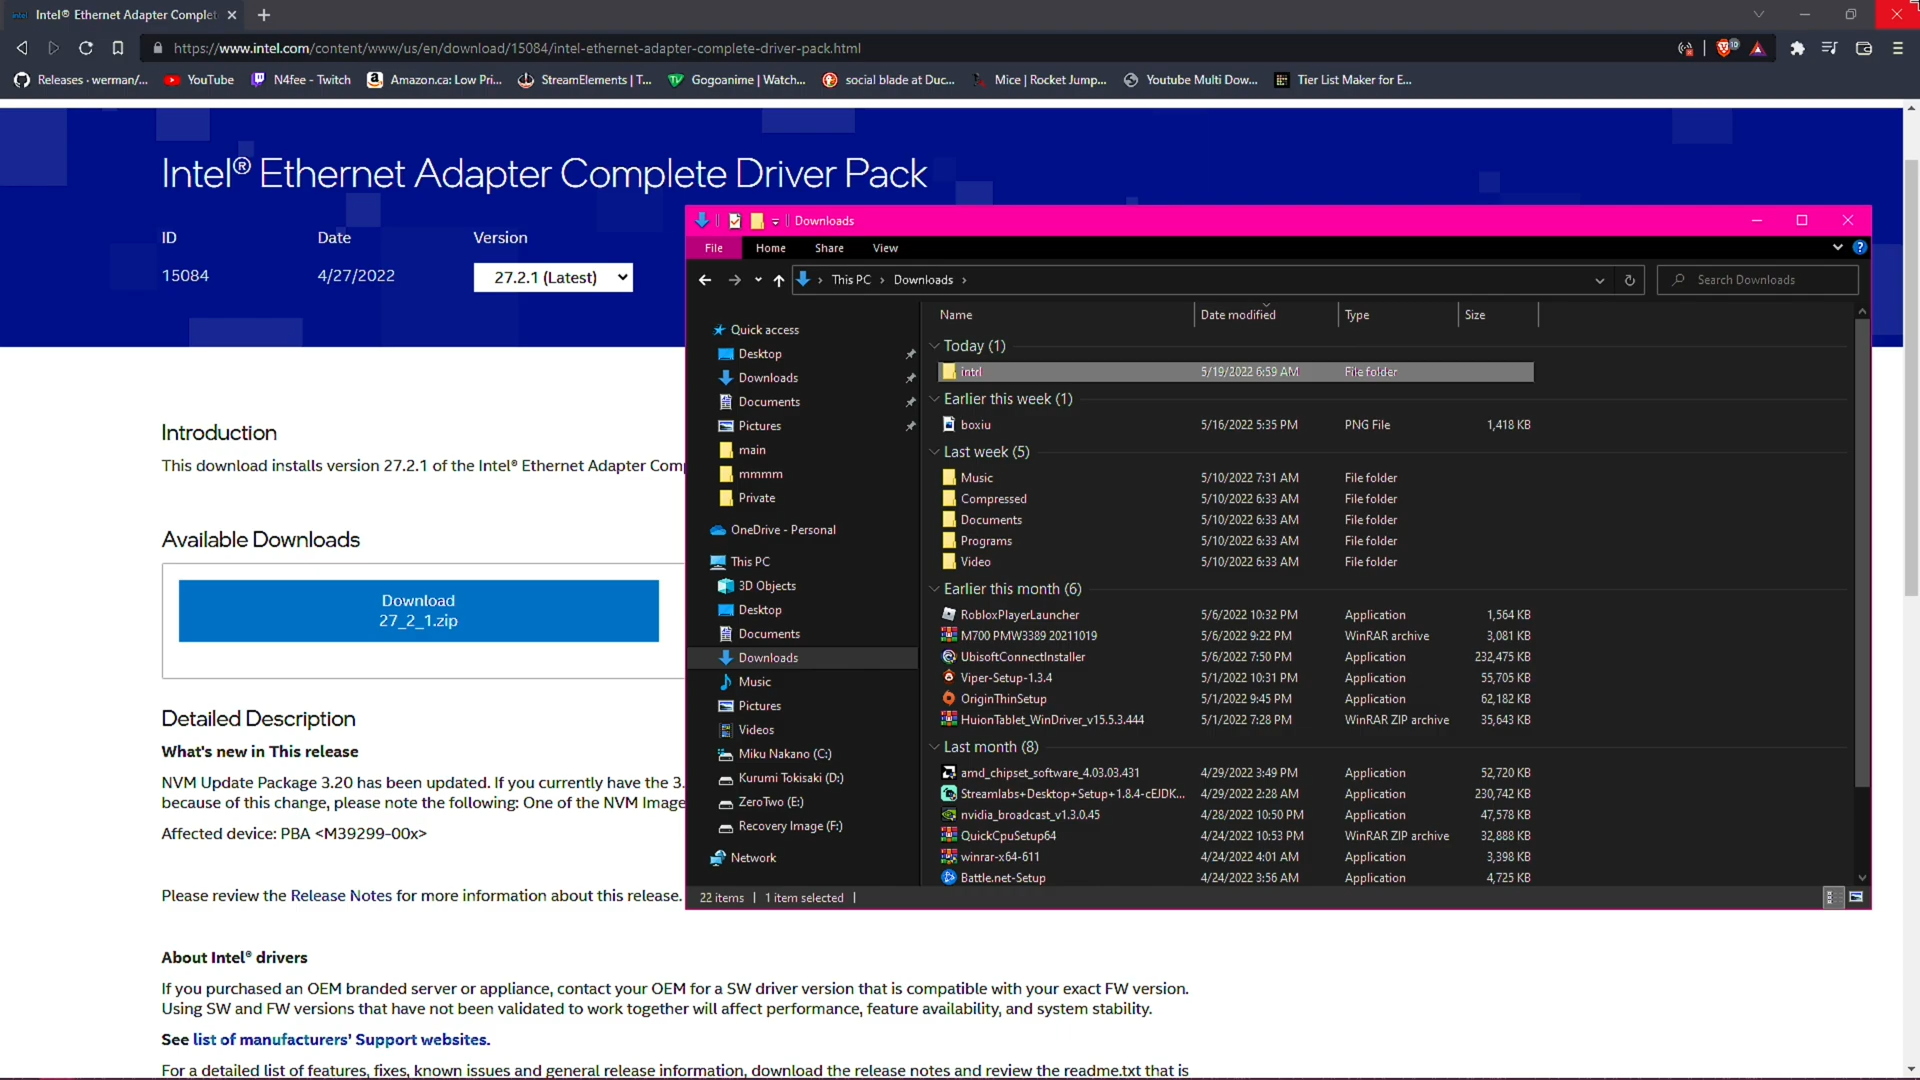 intel Intel® Ethernet Adapter Complet
https://www.intel.com/content/www/us/en/download/15084/intel-ethernet-adapter-complete-driver-pack.html
Releases · werman/... YouTube N4fee - Twitch Amazon.ca: Low Pri... StreamElements | T... Gogoanime | Watch... social blade at Duc... Mice | Rocket Jump... Youtube Multi Dow... Tier List Maker for E...
Intel® Ethernet Adapter Complete Driver Pack
ID Date Version
15084 4/27/2022 27.2.1 (Latest)
Introduction
This download installs version 27.2.1 of the Intel® Ethernet Adapter Com
Available Downloads
Download
27_2_1.zip
Detailed Description
What's new in This release
NVM Update Package 3.20 has been updated. If you currently have the 3.
because of this change, please note the following: One of the NVM Image
Affected device: PBA <M39299-00x>
Please review the Release Notes for more information about this release.
About Intel® drivers
If you purchased an OEM branded server or appliance, contact your OEM for a SW driver version that is compatible with your exact FW version.
Using SW and FW versions that have not been validated to work together will affect performance, feature availability, and system stability.
See list of manufacturers' Support websites.
For a detailed list of features, fixes, known issues and general release information, download the release notes and review the readme.txt that is
Downloads
File Home Share View
This PC Downloads
Search Downloads
Quick access
Desktop
Downloads
Documents
Pictures
main
mmmm
Private
OneDrive - Personal
This PC
3D Objects
Desktop
Documents
Downloads
Music
Pictures
Videos
Miku Nakano (C:)
Kurumi Tokisaki (D:)
ZeroTwo (E:)
Recovery Image (F:)
Network
Name Date modified Type Size
Today (1)
intrl 5/19/2022 6:59 AM File folder
Earlier this week (1)
boxiu 5/16/2022 5:35 PM PNG File 1,418 KB
Last week (5)
Music 5/10/2022 7:31 AM File folder
Compressed 5/10/2022 6:33 AM File folder
Documents 5/10/2022 6:33 AM File folder
Programs 5/10/2022 6:33 AM File folder
Video 5/10/2022 6:33 AM File folder
Earlier this month (6)
RobloxPlayerLauncher 5/6/2022 10:32 PM Application 1,564 KB
M700 PMW3389 20211019 5/6/2022 9:22 PM WinRAR archive 3,081 KB
UbisoftConnectInstaller 5/6/2022 7:50 PM Application 232,475 KB
Viper-Setup-1.3.4 5/1/2022 10:31 PM Application 55,705 KB
OriginThinSetup 5/1/2022 9:45 PM Application 62,182 KB
HuionTablet_WinDriver_v15.5.3.444 5/1/2022 7:28 PM WinRAR ZIP archive 35,643 KB
Last month (8)
amd_chipset_software_4.03.03.431 4/29/2022 3:49 PM Application 52,720 KB
Streamlabs+Desktop+Setup+1.8.4-cEJDK... 4/29/2022 2:28 AM Application 230,742 KB
nvidia_broadcast_v1.3.0.45 4/28/2022 10:50 PM Application 47,578 KB
QuickCpuSetup64 4/24/2022 10:53 PM WinRAR ZIP archive 32,888 KB
winrar-x64-611 4/24/2022 4:01 AM Application 3,398 KB
Battle.net-Setup 4/24/2022 3:56 AM Application 4,725 KB
22 items 1 item selected